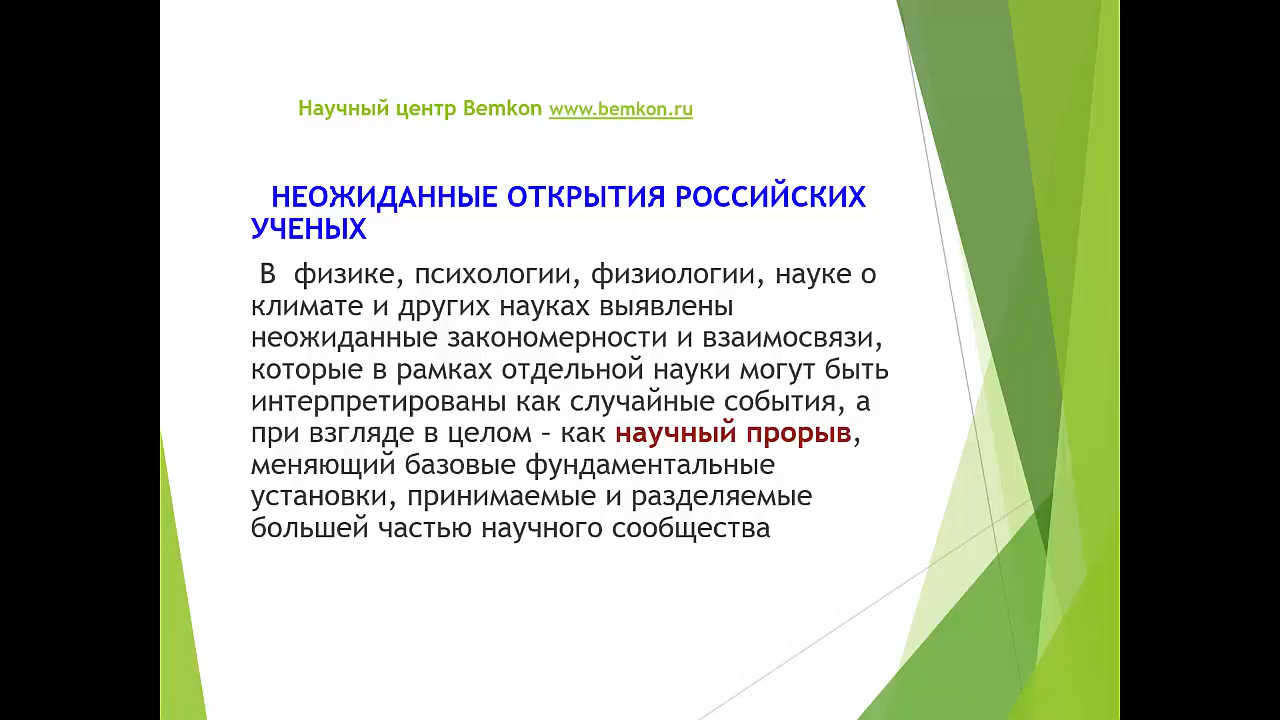 Научный центр Bemkon www.bemkon.ru
НЕОЖИДАННЫЕ ОТКРЫТИЯ РОССИЙСКИХ
УЧЕНЫХ
В физике, психологии, физиологии, науке о
климате и других науках выявлены
неожиданные закономерности и взаимосвязи,
которые в рамках отдельной науки могут быть
интерпретированы как случайные события, а
при взгляде в целом – как научный прорыв,
меняющий базовые фундаментальные
установки, принимаемые и разделяемые
большей частью научного сообщества